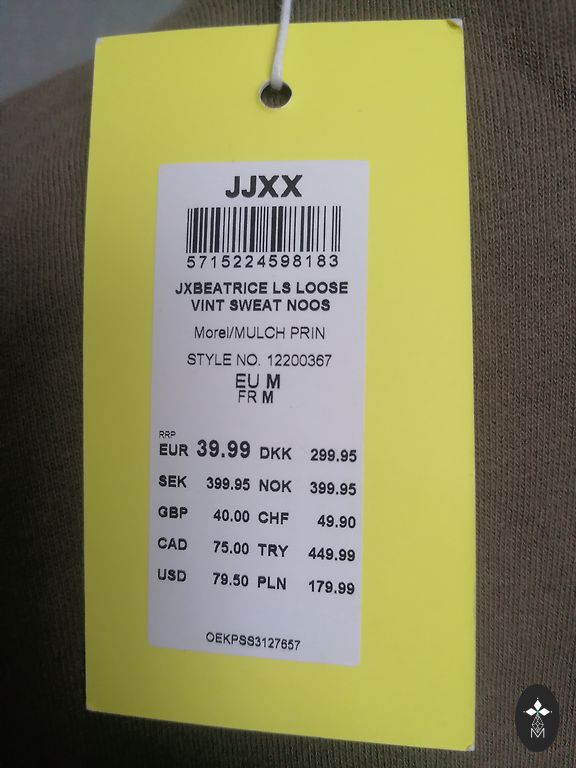 JJXX
5715224598183
JXBEATRICE LS LOOSE
VINT SWEAT NOOS
Morel/MULCH PRIN
STYLE NO. 12200367
EU M
FR M
RRP
EUR 39.99 DKK 299.95
SEK 399.95 NOK 399.95
GBP 40.00 CHF 49.90
CAD 75.00 TRY 449.99
USD 79.50 PLN 179.99
OEKPSS3127657
M